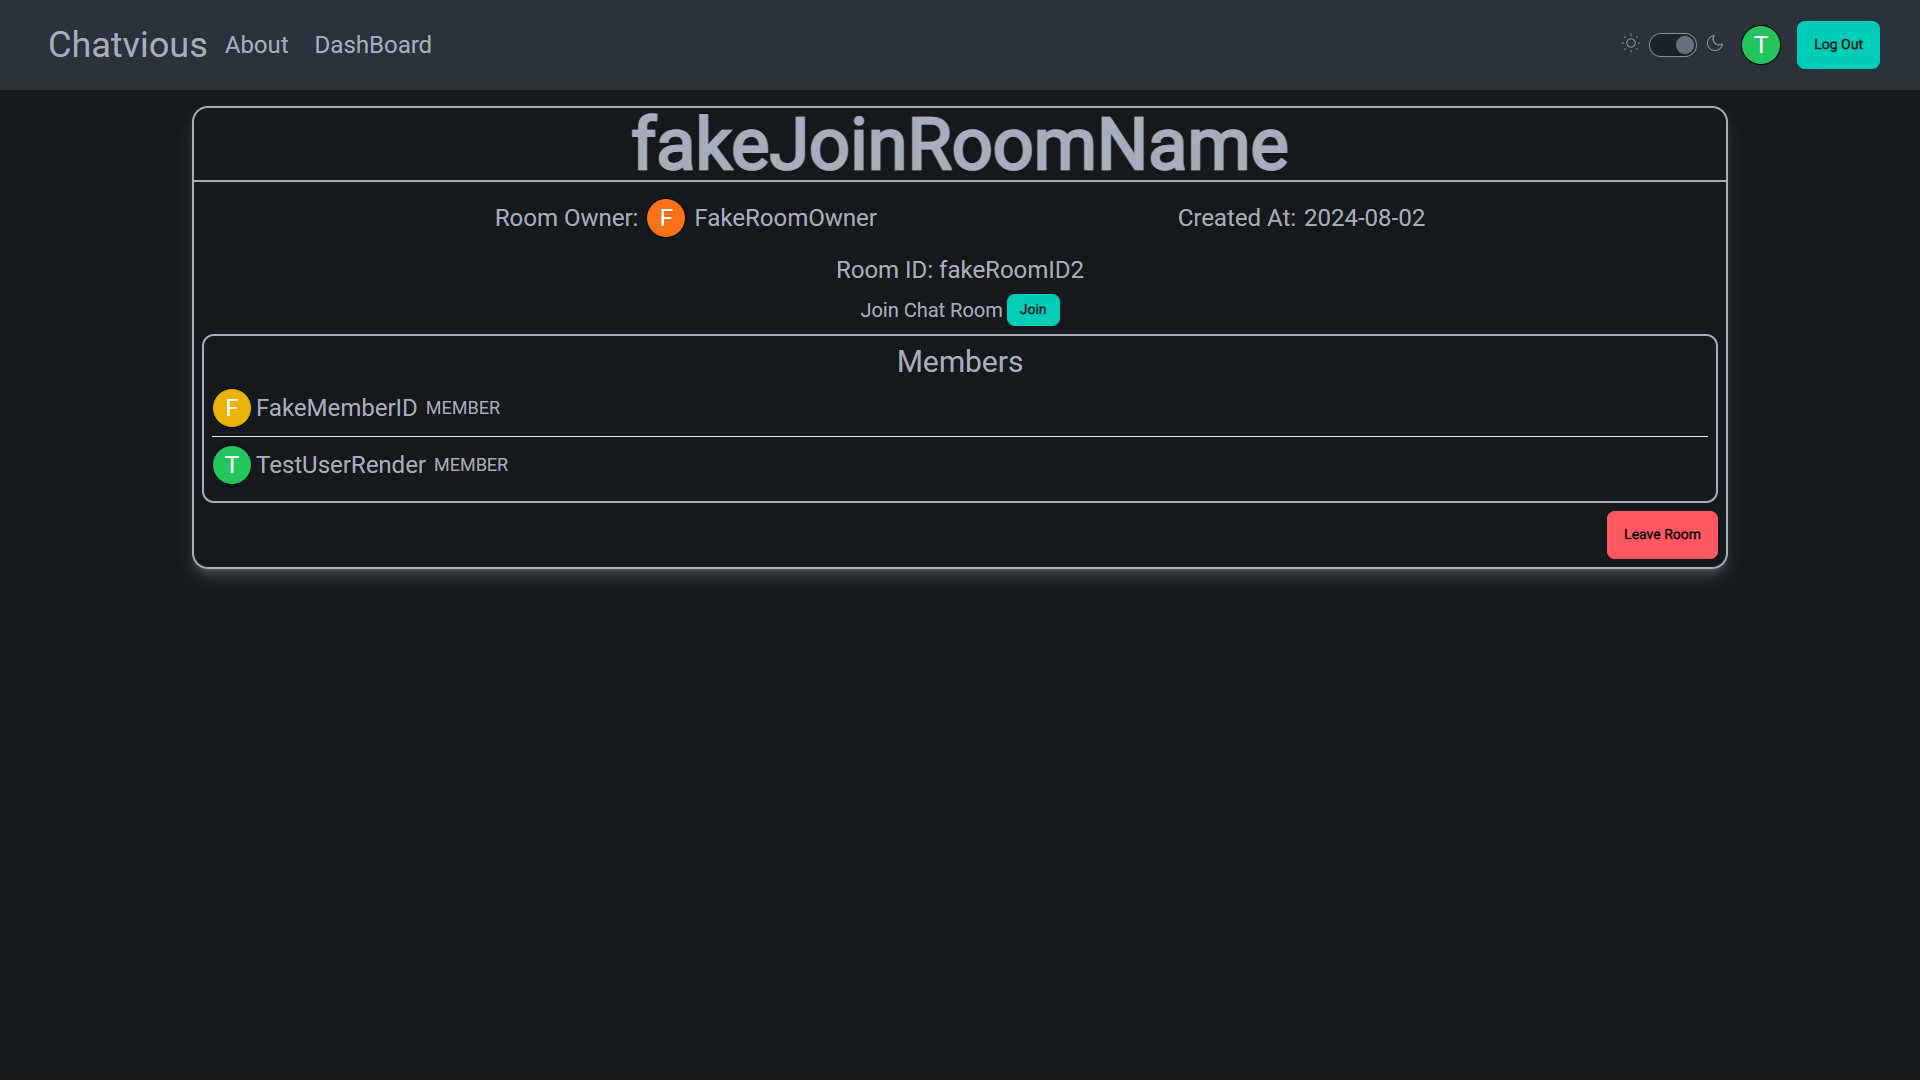 Chatvious About DashBoard T Log Out
fakeJoinRoomName
Room Owner: F FakeRoomOwner Created At: 2024-08-02
Room ID: fakeRoomID2
Join Chat Room Join
Members
F FakeMemberID MEMBER
T TestUserRender MEMBER
Leave Room